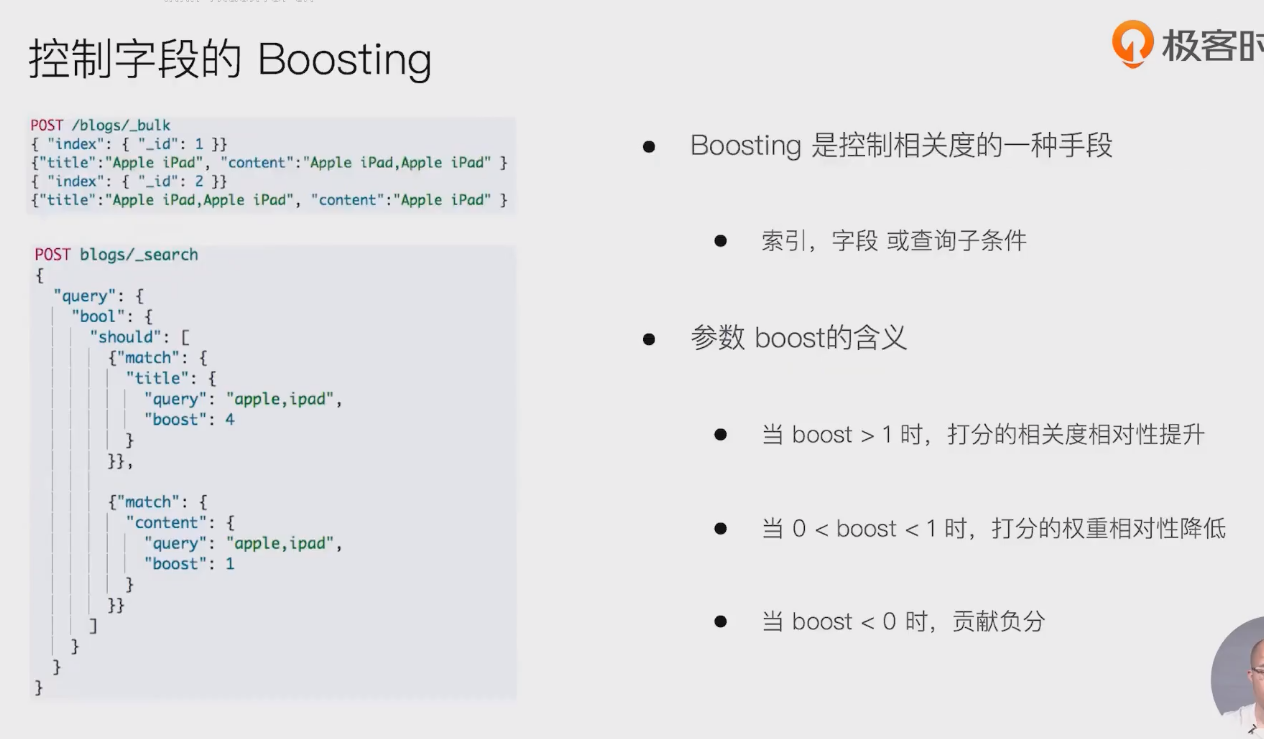 控制字段的 Boosting
极客时
POST /blogs/_bulk
{ "index": { "_id": 1 }}
{"title":"Apple iPad", "content":"Apple iPad,Apple iPad" }
{ "index": { "_id": 2 }}
{"title":"Apple iPad,Apple iPad", "content":"Apple iPad" }
POST blogs/_search
{
"query": {
"bool": {
"should": [
{"match": {
"title": {
"query": "apple,ipad",
"boost": 4
}
}},
{"match": {
"content": {
"query": "apple,ipad",
"boost": 1
}
}}
]
}
}
}
Boosting 是控制相关度的一种手段
索引，字段 或查询子条件
参数 boost的含义
当 boost > 1 时，打分的相关度相对性提升
当 0 < boost < 1 时，打分的权重相对性降低
当 boost < 0 时，贡献负分